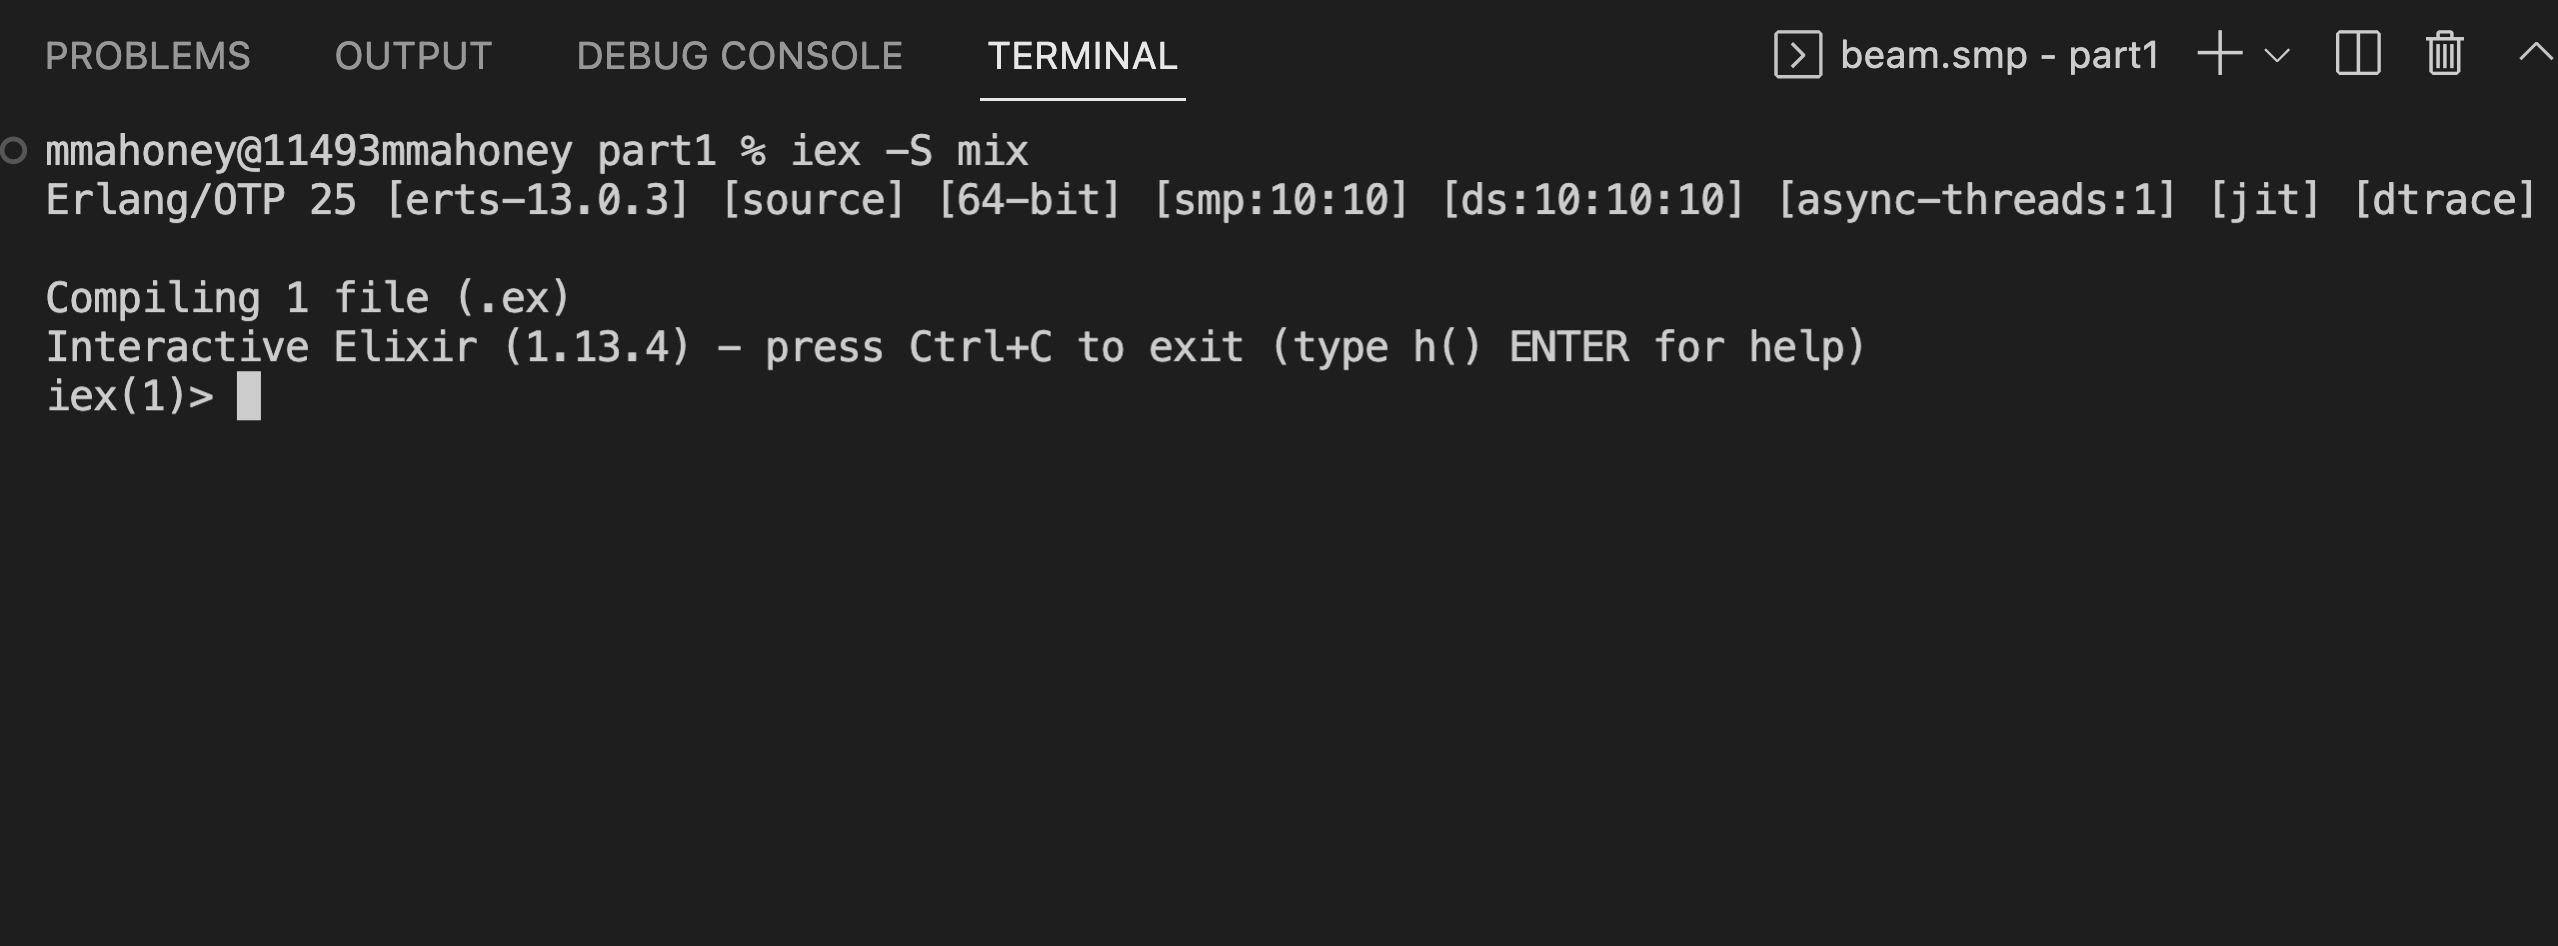 PROBLEMS OUTPUT DEBUG CONSOLE TERMINAL beam.smp - part1
mmahoney@11493mmahoney part1 % iex -S mix
Erlang/OTP 25 [erts-13.0.3] [source] [64-bit] [smp:10:10] [ds:10:10:10] [async-threads:1] [jit] [dtrace]
Compiling 1 file (.ex)
Interactive Elixir (1.13.4) - press Ctrl+C to exit (type h() ENTER for help)
iex(1)>